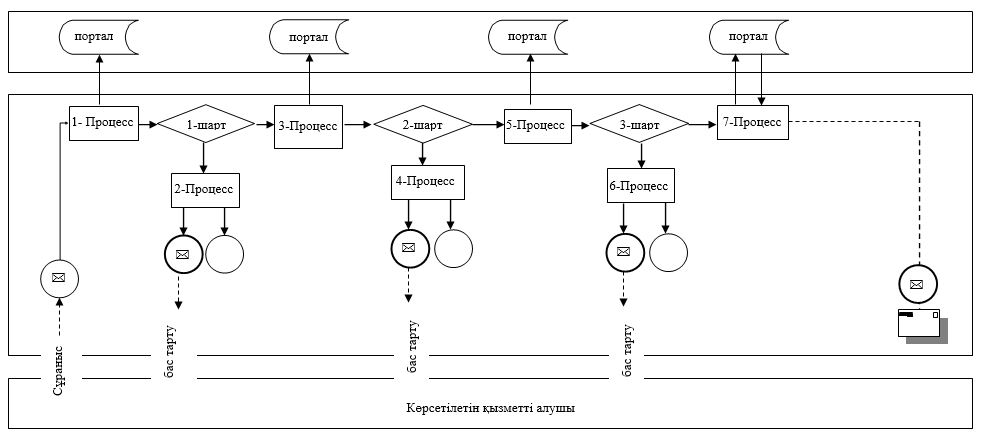 портал
портал
портал
портал
1- Процесс
1-шарт
3-Процесс
2-шарт
5-Процесс
3-шарт
7-Процесс
2-Процесс
4-Процесс
6-Процесс
Сұраныс
бас тарту
бас тарту
бас тарту
Көрсетілетін қызметті алушы